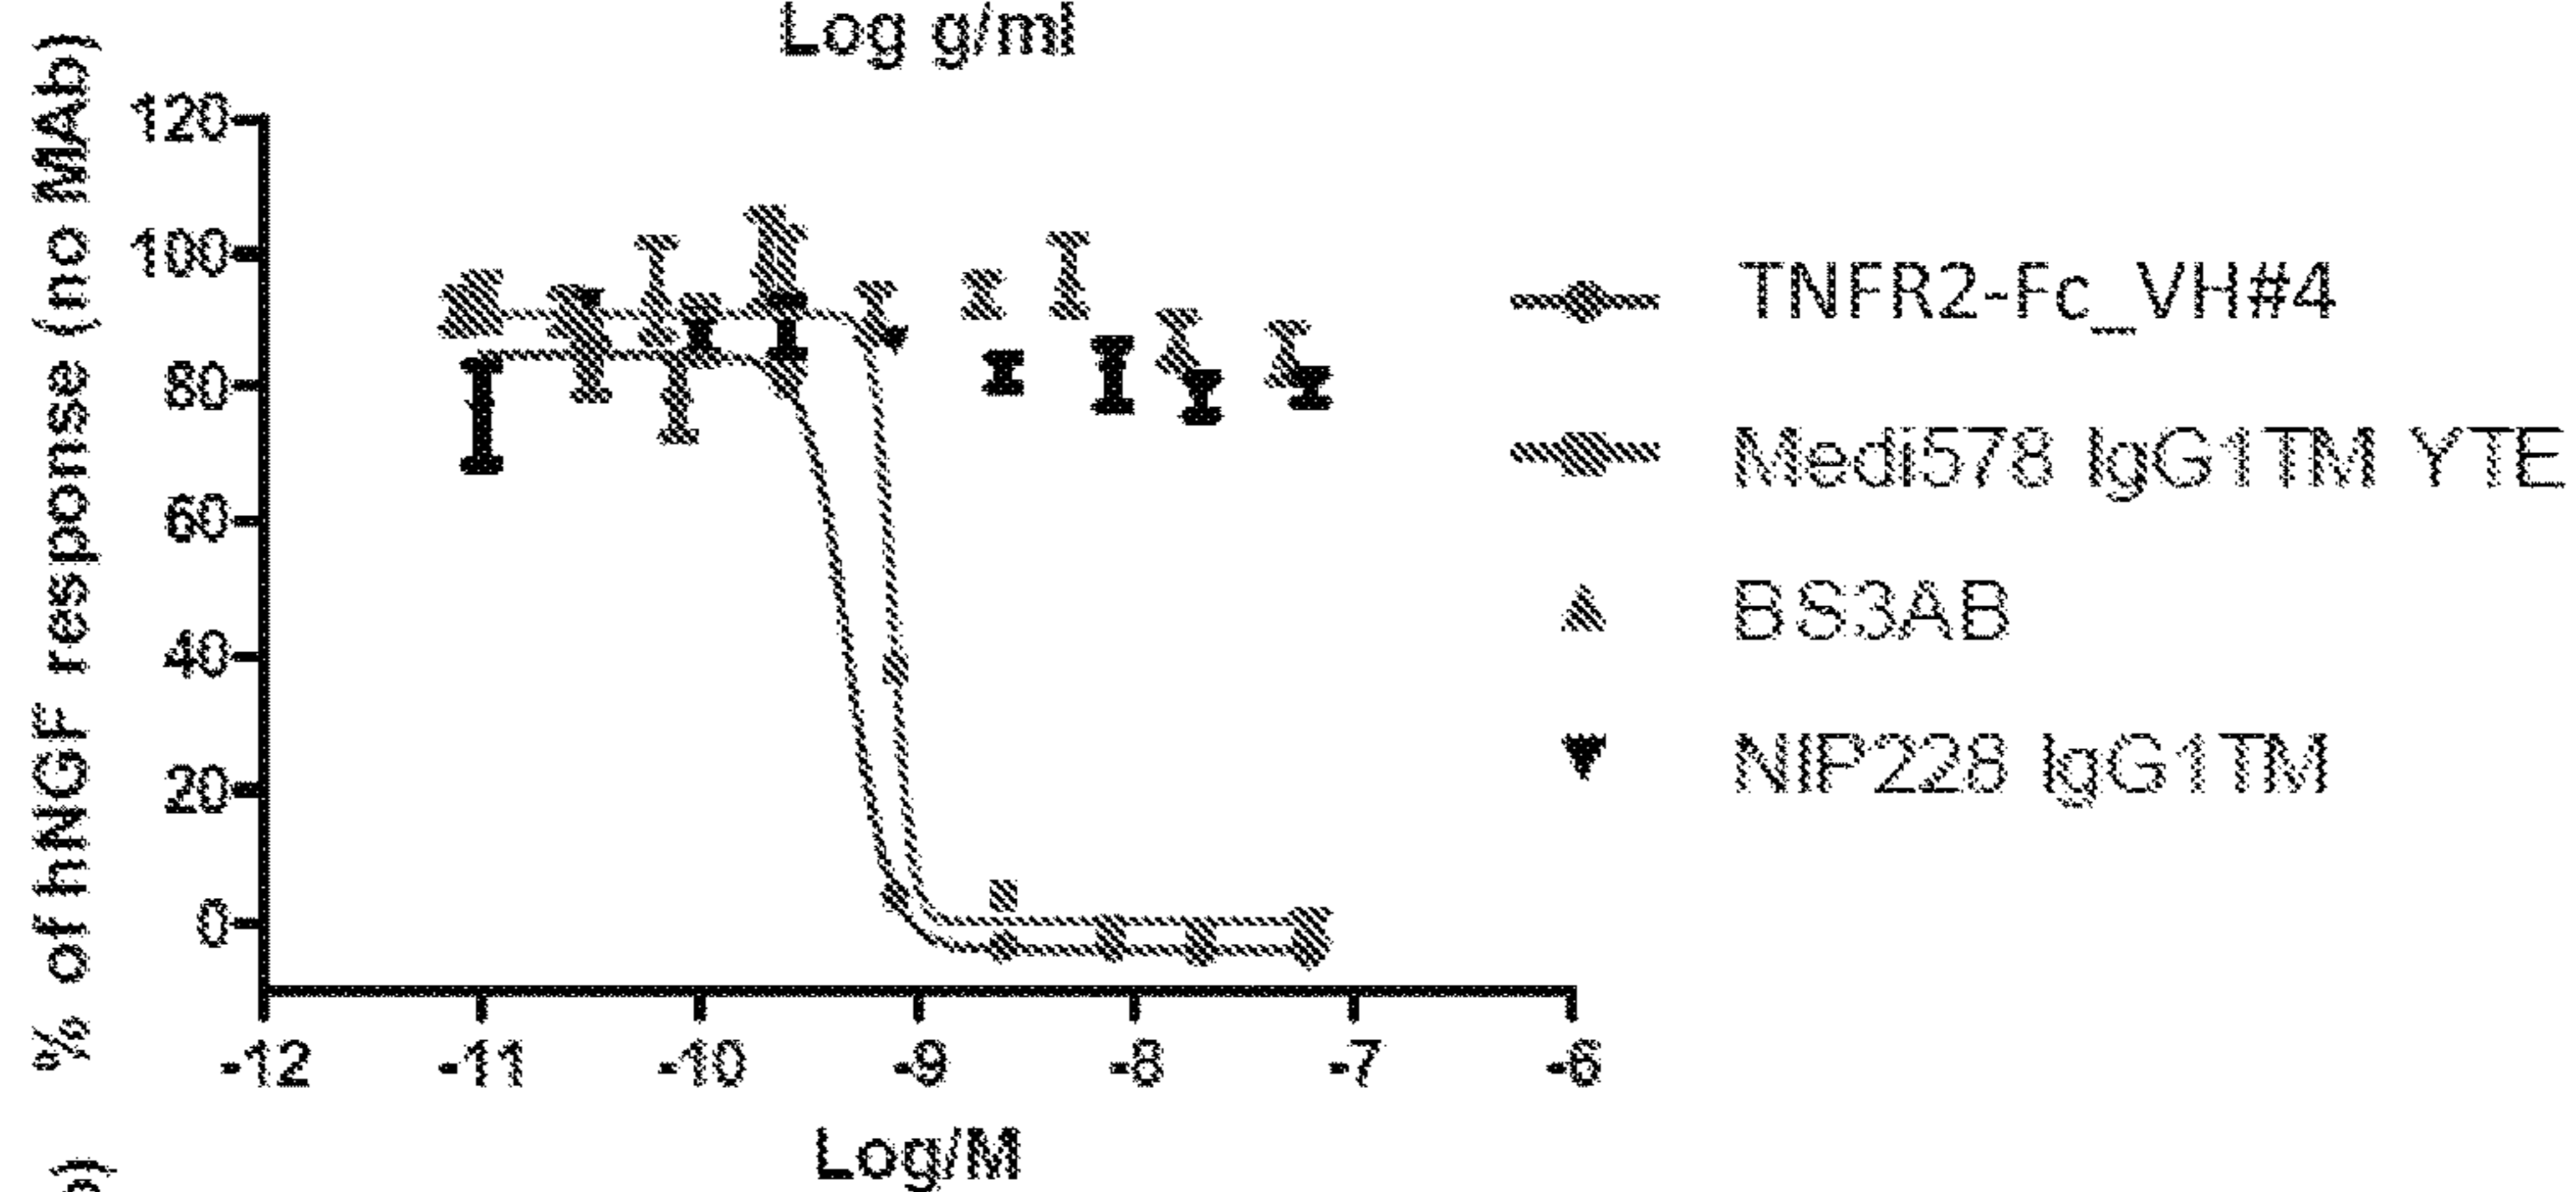 Log g/ml
% of hNGF response (no MAb)
120
100
80
60
40
20
0
-12 -11 -10 -9 -8 -7 -6
Log/M
TNFR2-Fc_VH#4
Medi578 IgG1TM YTE
BS3AB
NIP228 IgG1TM